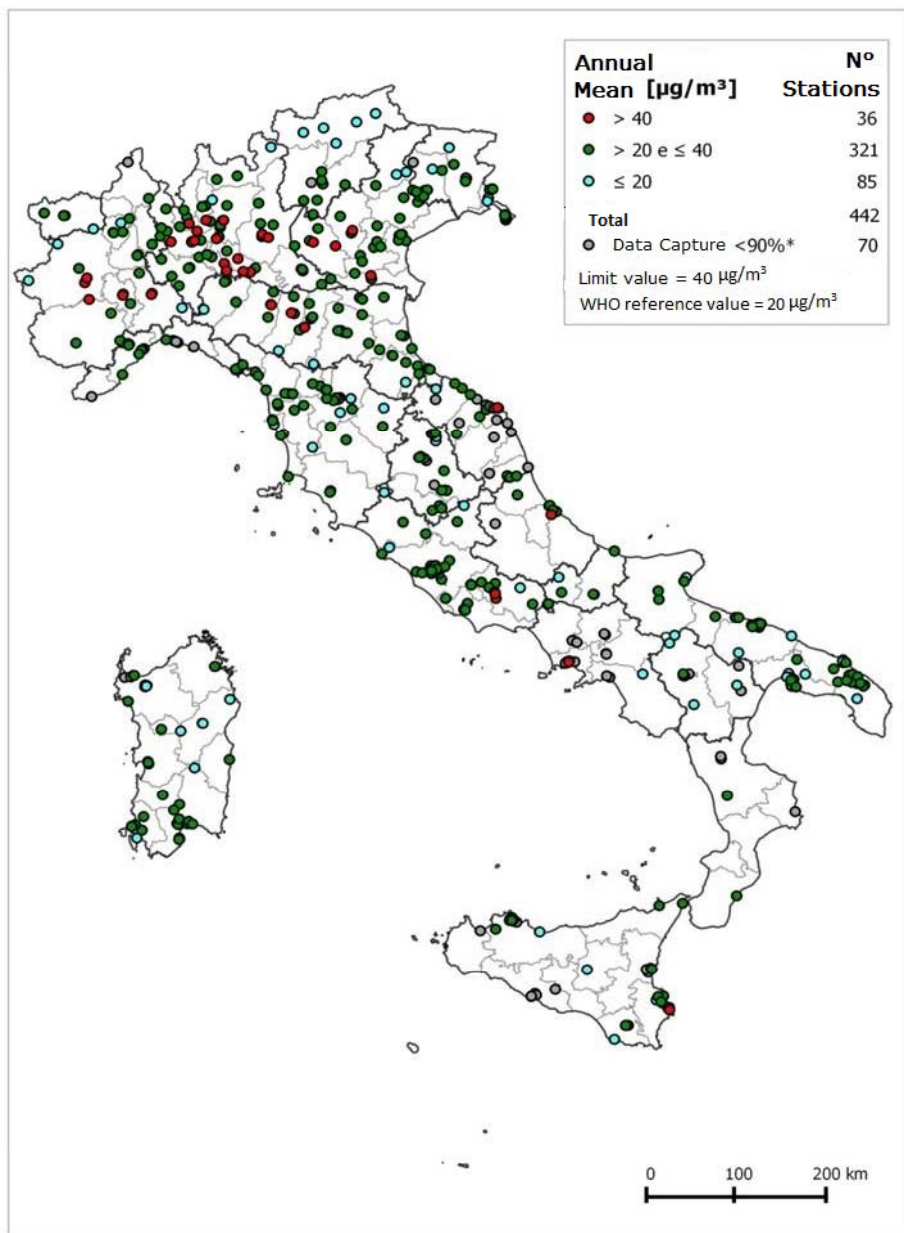 Annual N°
Mean [µg/m³] Stations
> 40 36
> 20 e ≤ 40 321
≤ 20 85
Total 442
Data Capture <90%* 70
Limit value = 40 µg/m³
WHO reference value = 20 µg/m³
0 100 200 km